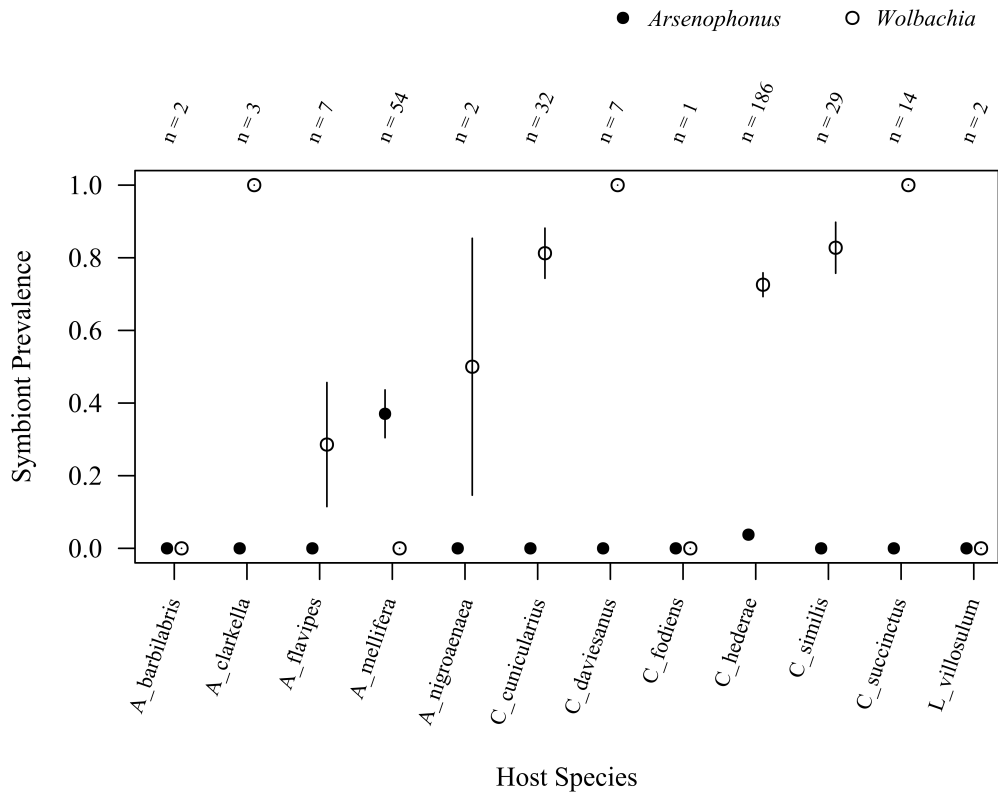 Arsenophonus Wolbachia
n = 2 n = 3 n = 7 n = 54 n = 2 n = 32 n = 7 n = 1 n = 186 n = 29 n = 14 n = 2
Symbiont Prevalence
1.0
0.8
0.6
0.4
0.2
0.0
A_barbilabris A_clarkella A_flavipes A_mellifera A_nigroaenaea C_cunicularius C_daviesanus C_fodiens C_hederae C_similis C_succinctus L_villosulum
Host Species